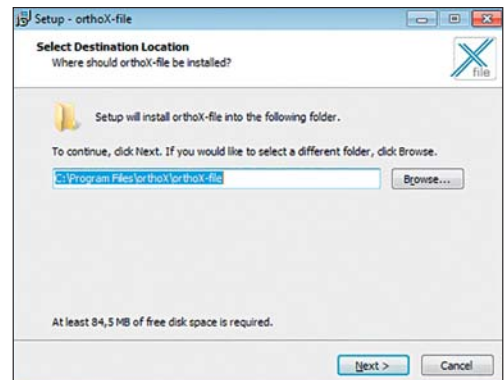 Setup - orthoX-file
Select Destination Location
Where should orthoX-file be installed?
file
Setup will install orthoX-file into the following folder.
To continue, click Next. If you would like to select a different folder, click Browse.
C:\Program Files\orthoX\orthoX-file
Browse...
At least 84,5 MB of free disk space is required.
Next >
Cancel